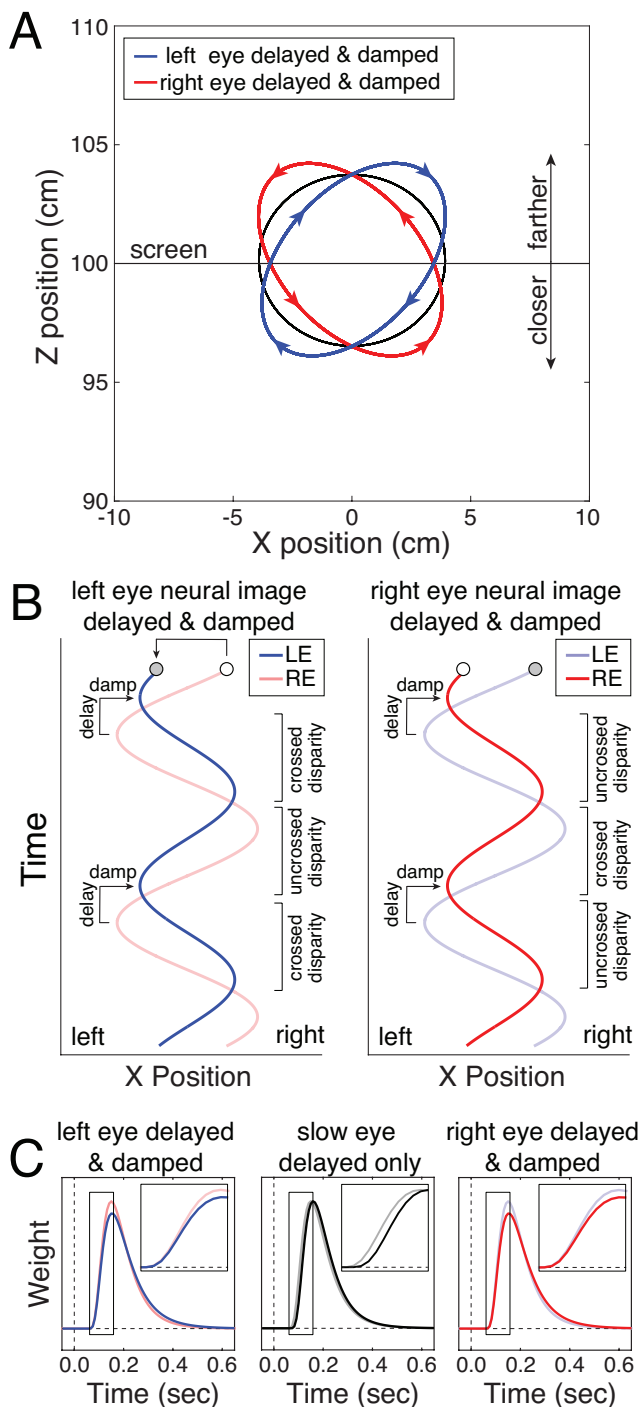 A
110
105
100
95
90
Z position (cm)
left eye delayed & damped
right eye delayed & damped
screen
farther
closer
-10
-5
0
5
10
X position (cm)
B
left eye neural image
delayed & damped
LE
RE
damp
delay
crossed
disparity
uncrossed
disparity
damp
delay
crossed
disparity
Time
left
right
X Position
right eye neural image
delayed & damped
LE
RE
damp
delay
uncrossed
disparity
crossed
disparity
damp
delay
uncrossed
disparity
left
right
X Position
C
left eye delayed
& damped
Weight
0.0
0.2
0.4
0.6
Time (sec)
slow eye
delayed only
0.0
0.2
0.4
0.6
Time (sec)
right eye delayed
& damped
0.0
0.2
0.4
0.6
Time (sec)